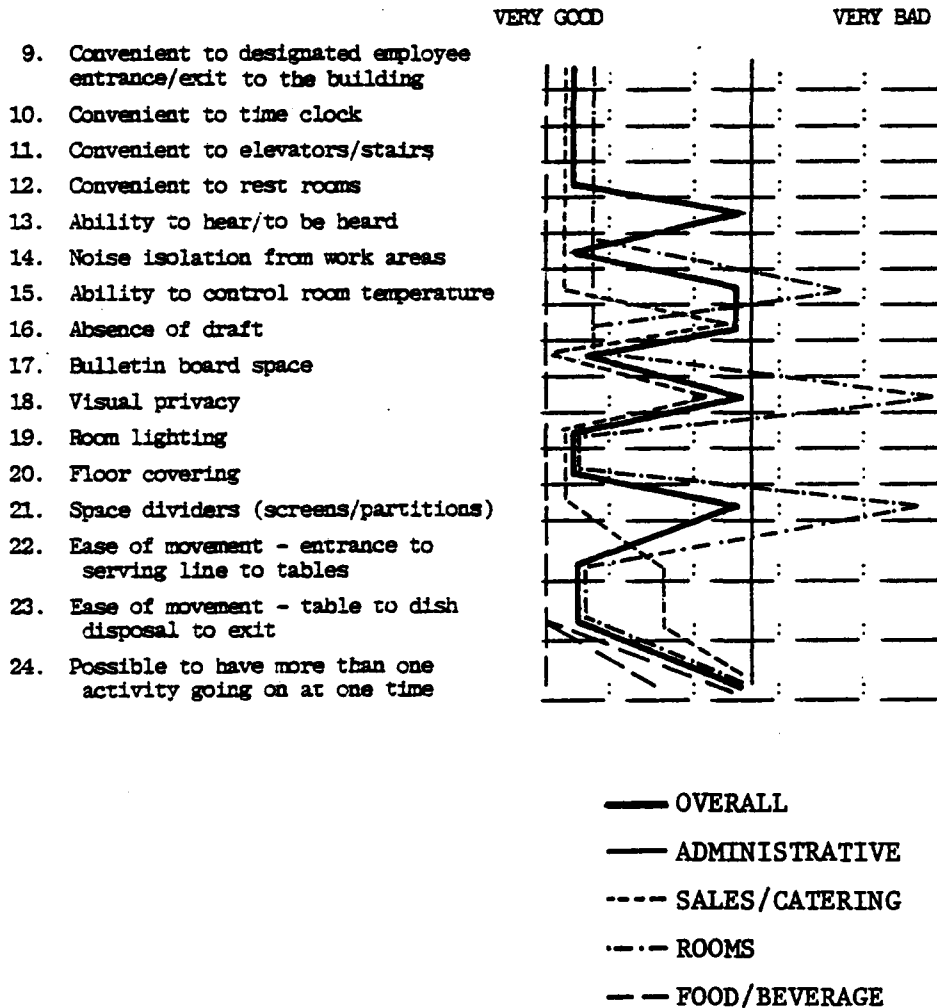 VERY GOOD VERY BAD
9. Convenient to designated employee
entrance/exit to the building
10. Convenient to time clock
11. Convenient to elevators/stairs
12. Convenient to rest rooms
13. Ability to hear/to be heard
14. Noise isolation from work areas
15. Ability to control room temperature
16. Absence of draft
17. Bulletin board space
18. Visual privacy
19. Room lighting
20. Floor covering
21. Space dividers (screens/partitions)
22. Ease of movement - entrance to
serving line to tables
23. Ease of movement - table to dish
disposal to exit
24. Possible to have more than one
activity going on at one time
OVERALL
ADMINISTRATIVE
SALES/CATERING
ROOMS
FOOD/BEVERAGE